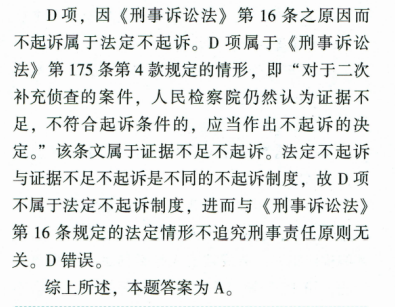 D 项，因《刑事诉讼法》第 16 条之原因而
不起诉属于法定不起诉。D 项属于《刑事诉讼
法》第 175 条第 4 款规定的情形，即“对于二次
补充侦查的案件，人民检察院仍然认为证据不
足，不符合起诉条件的，应当作出不起诉的决
定。”该条文属于证据不足不起诉。法定不起诉
与证据不足不起诉是不同的不起诉制度，故 D 项
不属于法定不起诉制度，进而与《刑事诉讼法》
第 16 条规定的法定情形不追究刑事责任原则无
关。D 错误。
综上所述，本题答案为 A。